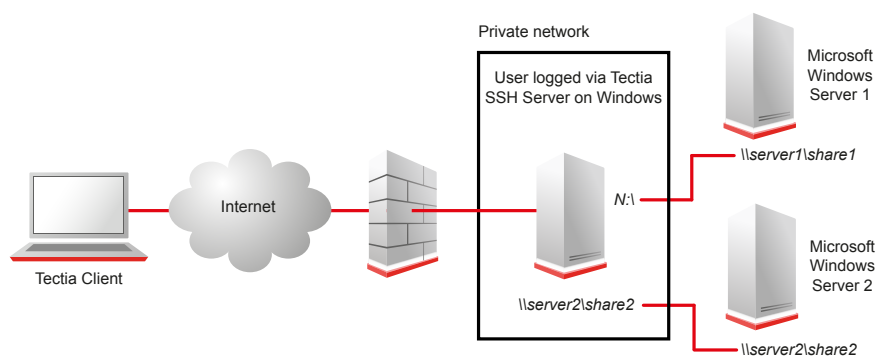 Private network
User logged via Tectia
SSH Server on Windows
Microsoft
Windows
Server 1
\\server1\share1
N:\
Internet
Tectia Client
Microsoft
Windows
Server 2
\\server2\share2
\\server2\share2